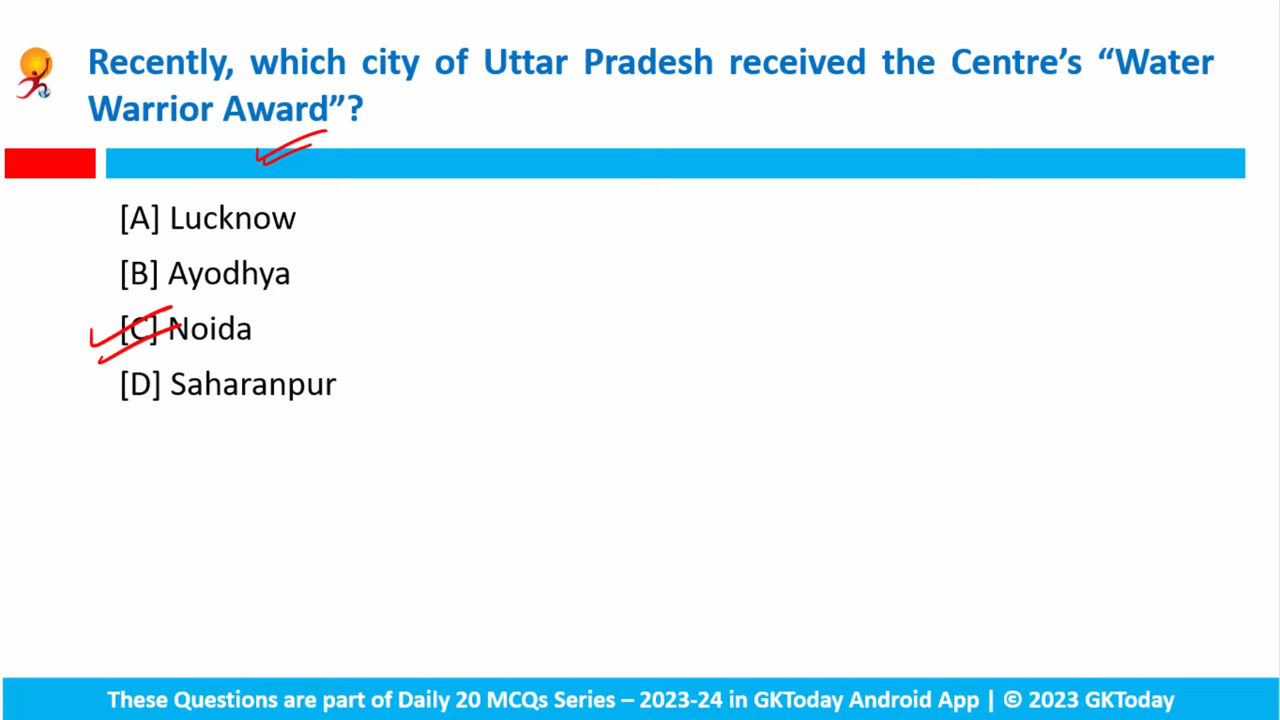 Recently, which city of Uttar Pradesh received the Centre’s “Water
Warrior Award”?
[A] Lucknow
[B] Ayodhya
[C] Noida
[D] Saharanpur
These Questions are part of Daily 20 MCQs Series – 2023-24 in GKToday Android App | © 2023 GKToday